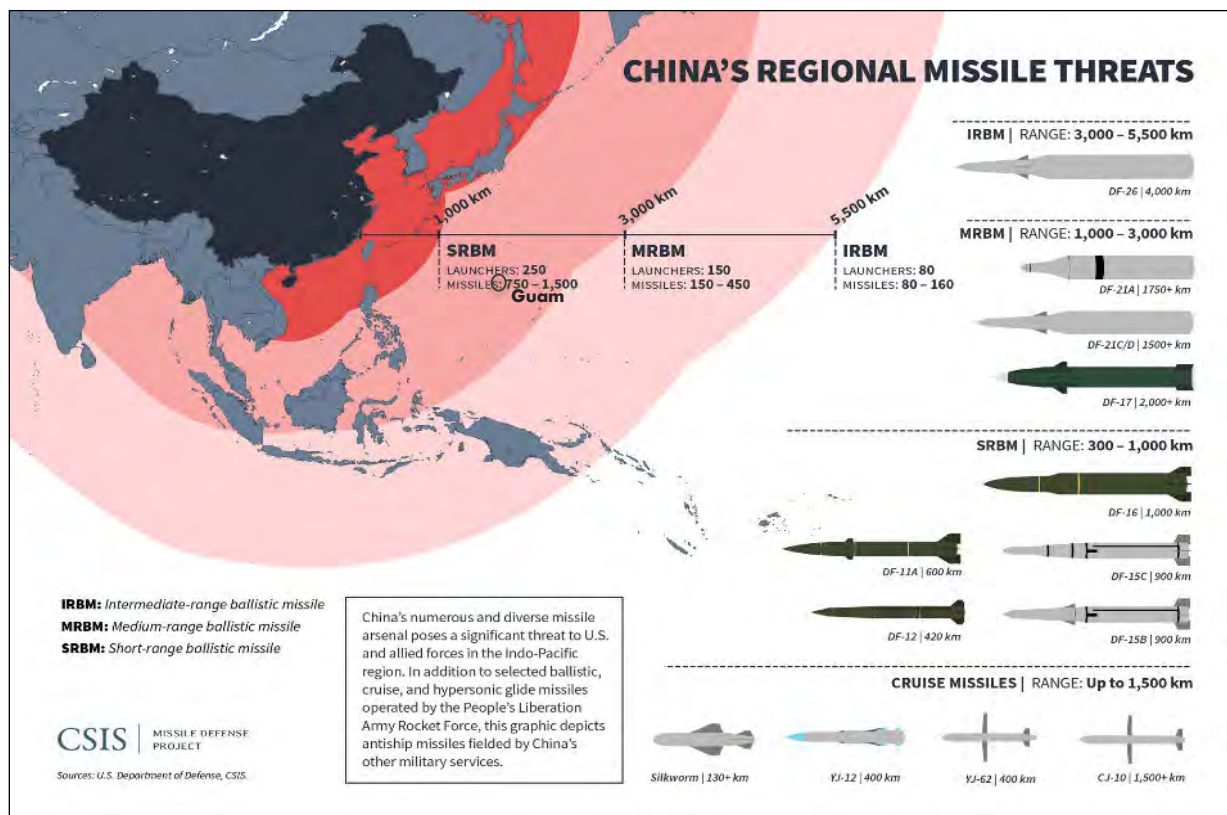 CHINA'S REGIONAL MISSILE THREATS
IRBM | RANGE: 3,000 – 5,500 km
DF-26 | 4,000 km
MRBM | RANGE: 1,000 – 3,000 km
DF-21A | 1750+ km
DF-21C/D | 1500+ km
DF-17 | 2,000+ km
SRBM | RANGE: 300 – 1,000 km
DF-16 | 1,000 km
DF-11A | 600 km
DF-15C | 900 km
DF-12 | 420 km
DF-15B | 900 km
CRUISE MISSILES | RANGE: Up to 1,500 km
Silkworm | 130+ km
YJ-12 | 400 km
YJ-62 | 400 km
CJ-10 | 1,500+ km
1,000 km
3,000 km
5,500 km
SRBM
LAUNCHERS: 250
MISSILES: 750 – 1,500
Guam
MRBM
LAUNCHERS: 150
MISSILES: 150 – 450
IRBM
LAUNCHERS: 80
MISSILES: 80 – 160
IRBM: Intermediate-range ballistic missile
MRBM: Medium-range ballistic missile
SRBM: Short-range ballistic missile
China's numerous and diverse missile
arsenal poses a significant threat to U.S.
and allied forces in the Indo-Pacific
region. In addition to selected ballistic,
cruise, and hypersonic glide missiles
operated by the People's Liberation
Army Rocket Force, this graphic depicts
antiship missiles fielded by China's
other military services.
CSIS | MISSILE DEFENSE
PROJECT
Sources: U.S. Department of Defense, CSIS.